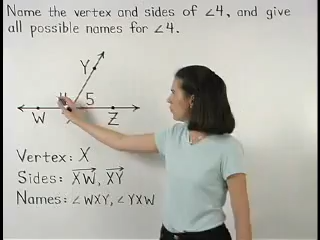 Name the vertex and sides of ∠4, and give
all possible names for ∠4.
Y
5
W
Z
Vertex: X
Sides: XW, XY
Names: ∠WXY, ∠YXW